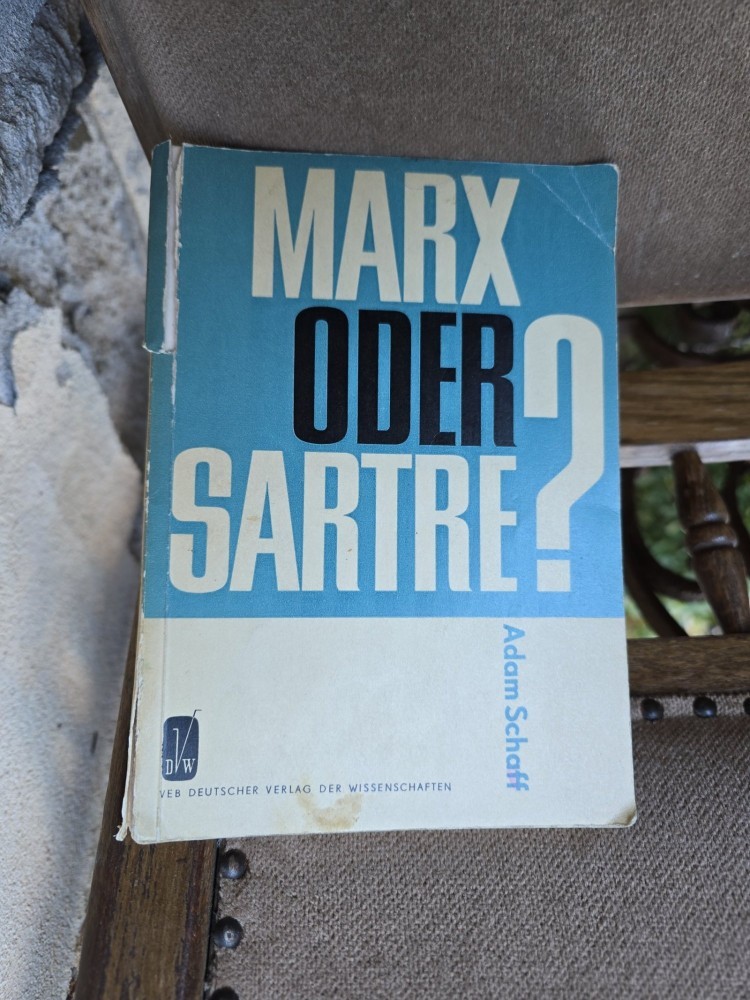 MARX
ODER
SARTRE?
Adam Schaff
DVW
VEB DEUTSCHER VERLAG DER WISSENSCHAFTEN